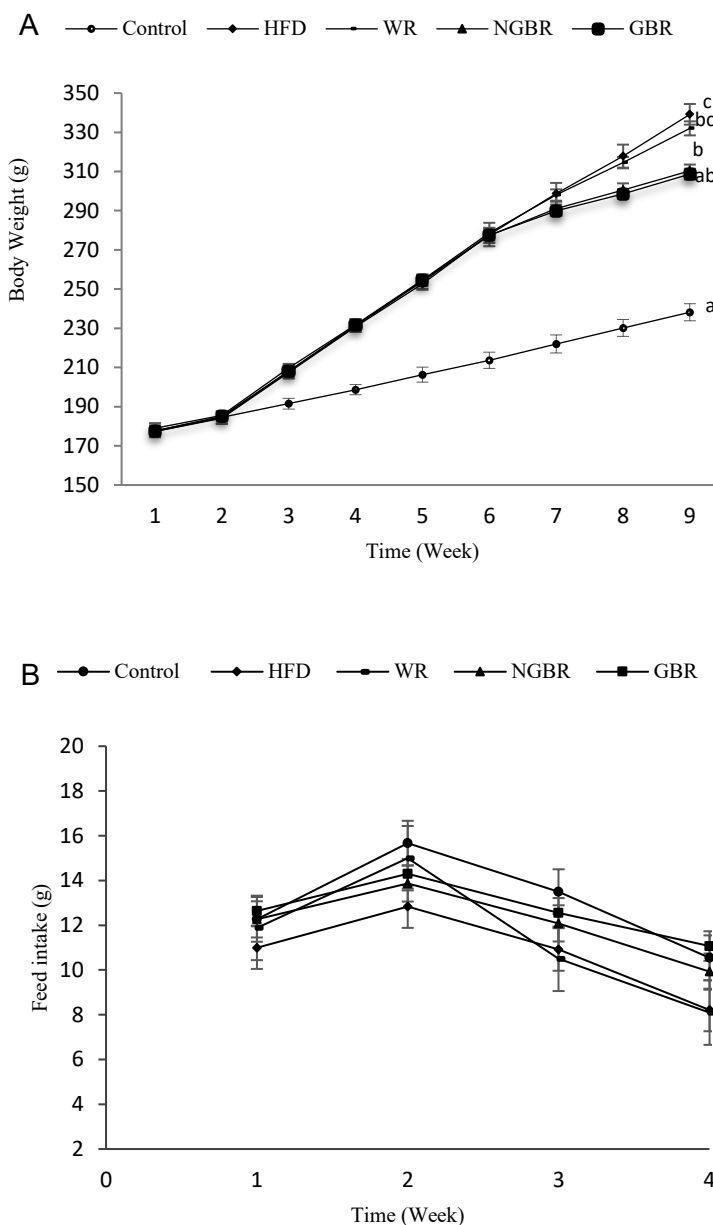 A
Control HFD WR NGBR GBR
350
330
310
290
270
250
230
210
190
170
150
Body Weight (g)
c
bc
b
ab
a
1 2 3 4 5 6 7 8 9
Time (Week)
B
Control HFD WR NGBR GBR
20
18
16
14
12
10
8
6
4
2
Feed intake (g)
0 1 2 3 4
Time (Week)